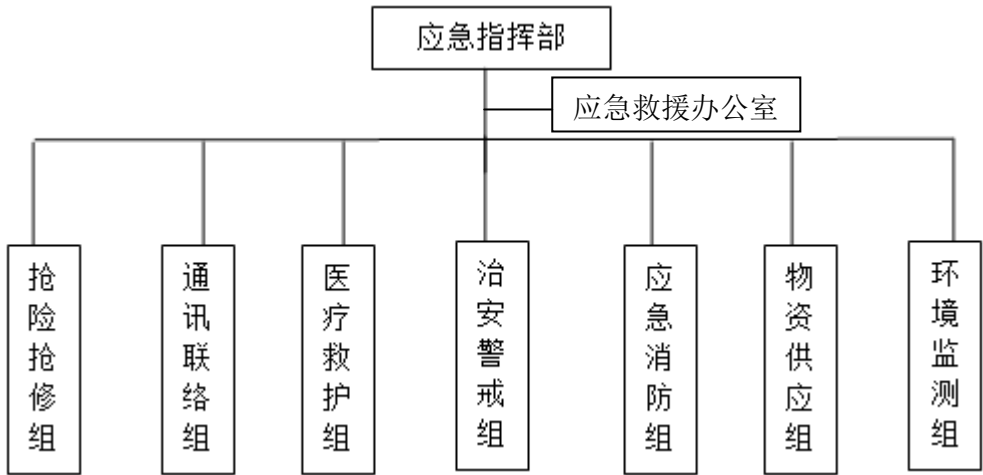 应急指挥部
应急救援办公室
抢险抢修组
通讯联络组
医疗救护组
治安警戒组
应急消防组
物资供应组
环境监测组